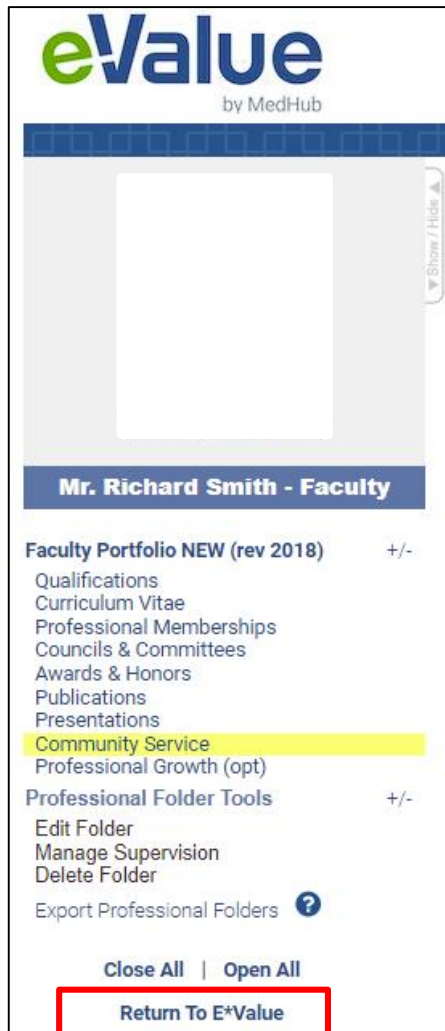 eValue
by MedHub
▼Show / Hide▲
Mr. Richard Smith - Faculty
Faculty Portfolio NEW (rev 2018) +/-
Qualifications
Curriculum Vitae
Professional Memberships
Councils & Committees
Awards & Honors
Publications
Presentations
Community Service
Professional Growth (opt)
Professional Folder Tools +/-
Edit Folder
Manage Supervision
Delete Folder
Export Professional Folders ?
Close All | Open All
Return To E*Value